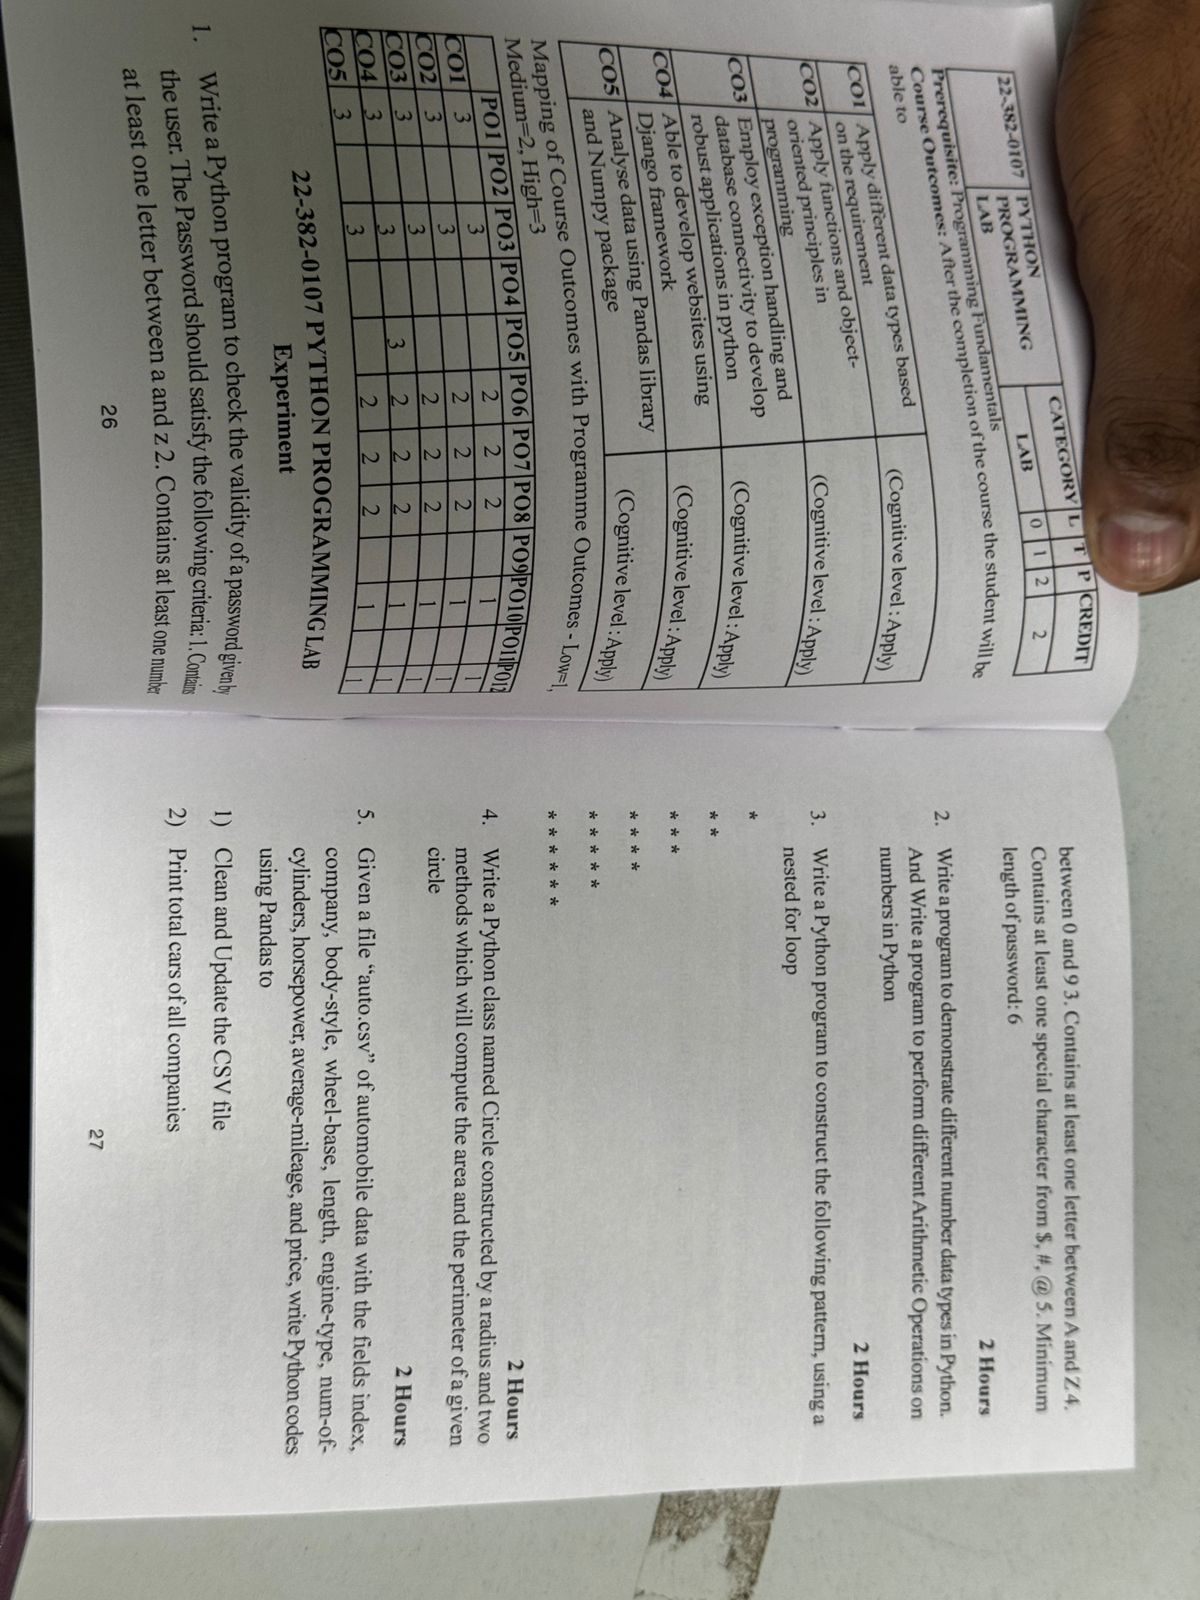 22-382-0107 PYTHON PROGRAMMING LAB CATEGORY L T P CREDIT
LAB 0 1 2 2
Prerequisite: Programming Fundamentals
Course Outcomes: After the completion of the course the student will be
able to
CO1 Apply different data types based
on the requirement (Cognitive level : Apply)
CO2 Apply functions and object-
oriented principles in
programming (Cognitive level : Apply)
CO3 Employ exception handling and
database connectivity to develop
robust applications in python (Cognitive level : Apply)
CO4 Able to develop websites using
Django framework (Cognitive level : Apply)
CO5 Analyse data using Pandas library
and Numpy package (Cognitive level : Apply)
Mapping of Course Outcomes with Programme Outcomes - Low=1,
Medium=2, High=3
PO1 PO2 PO3 PO4 PO5 PO6 PO7 PO8 PO9 PO10 PO11 PO12
CO1 3 3 2 2 2 1 1
CO2 3 3 2 2 2 1 1
CO3 3 3 2 2 2 1 1
CO4 3 3 3 2 2 2 1 1
CO5 3 3 2 2 2 1 1
22-382-0107 PYTHON PROGRAMMING LAB
Experiment
1. Write a Python program to check the validity of a password given by
the user. The Password should satisfy the following criteria: 1. Contains
at least one letter between a and z 2. Contains at least one number
26
between 0 and 9 3. Contains at least one letter between A and Z 4.
Contains at least one special character from $, #, @ 5. Minimum
length of password: 6
2 Hours
2. Write a program to demonstrate different number data types in Python.
And Write a program to perform different Arithmetic Operations on
numbers in Python
2 Hours
3. Write a Python program to construct the following pattern, using a
nested for loop
*
* *
* * *
* * * *
* * * * *
* * * * * *
2 Hours
4. Write a Python class named Circle constructed by a radius and two
methods which will compute the area and the perimeter of a given
circle
2 Hours
5. Given a file “auto.csv” of automobile data with the fields index,
company, body-style, wheel-base, length, engine-type, num-of-
cylinders, horsepower, average-mileage, and price, write Python codes
using Pandas to
1) Clean and Update the CSV file
2) Print total cars of all companies
27